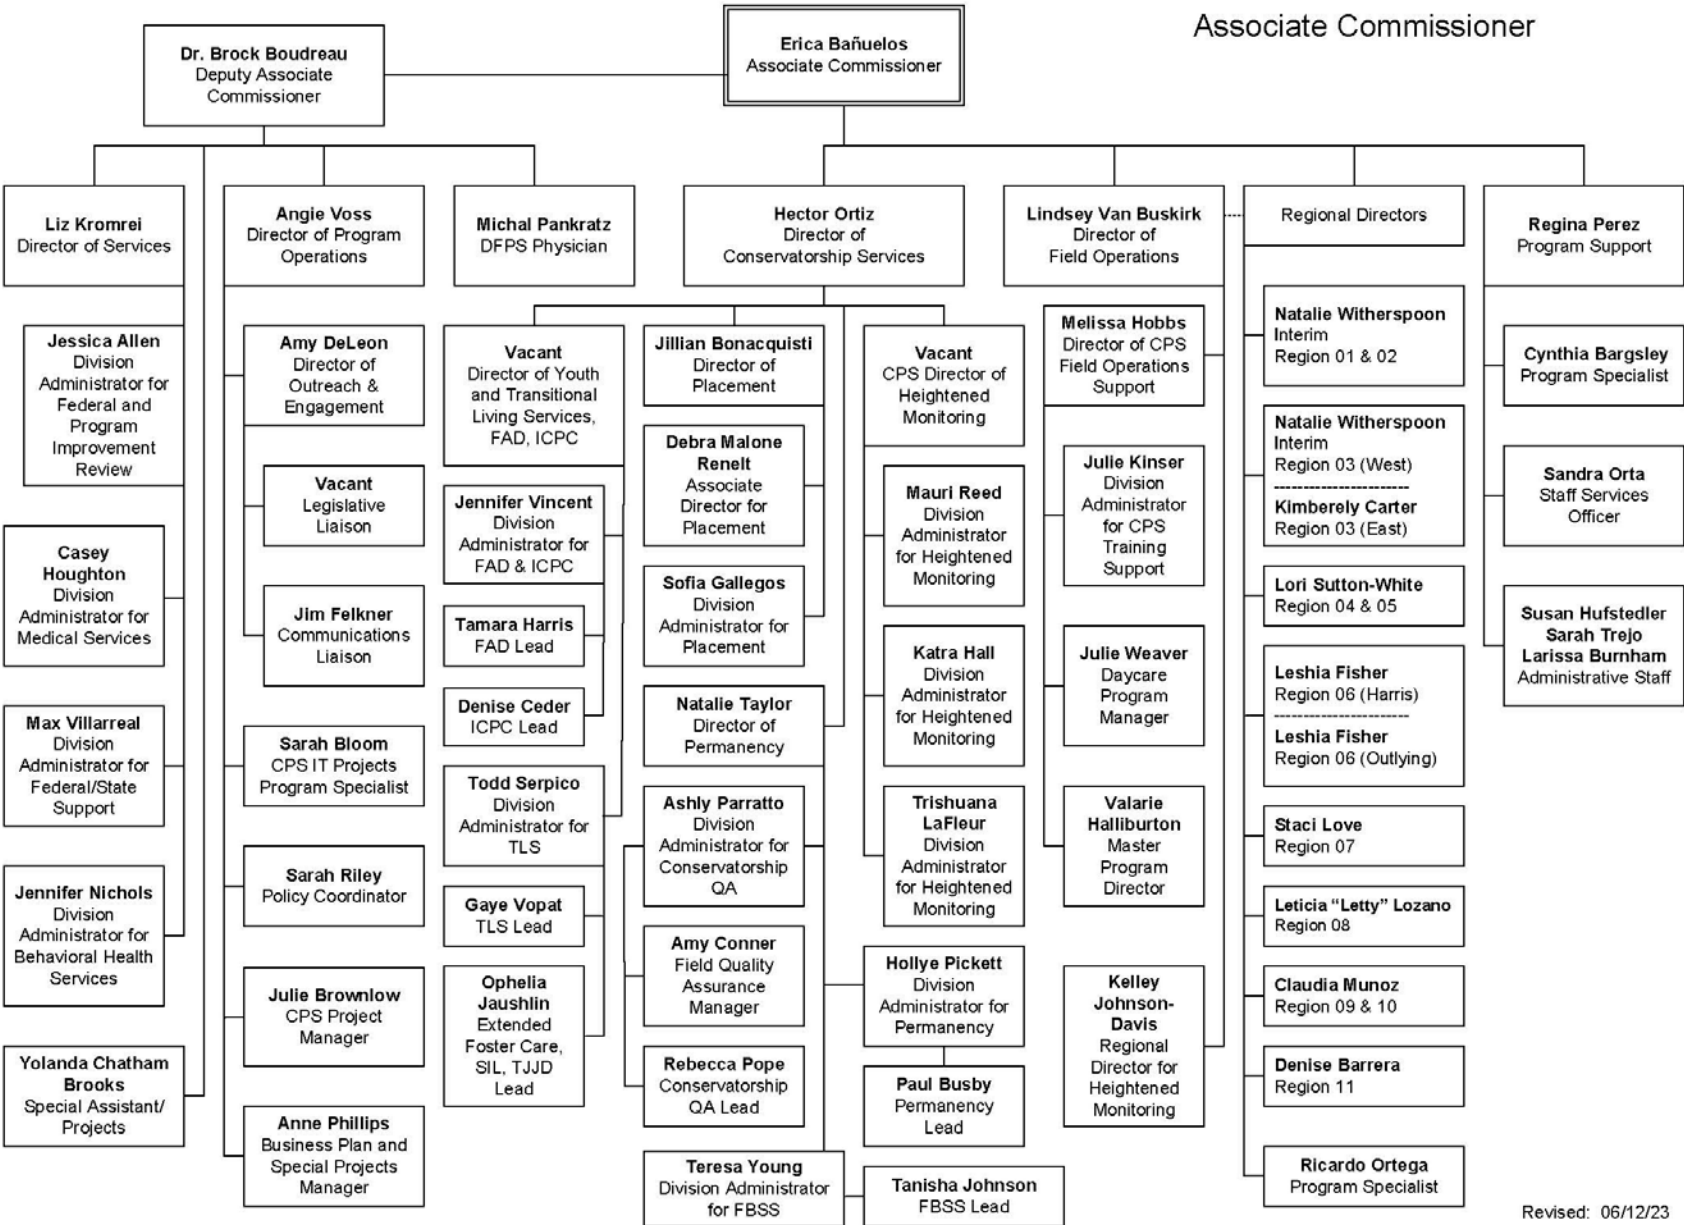 Associate Commissioner
Dr. Brock Boudreau
Deputy Associate
Commissioner
Erica Bañuelos
Associate Commissioner
Liz Kromrei
Director of Services
Angie Voss
Director of Program
Operations
Michal Pankratz
DFPS Physician
Hector Ortiz
Director of
Conservatorship Services
Lindsey Van Buskirk
Director of
Field Operations
Regional Directors
Regina Perez
Program Support
Jessica Allen
Division
Administrator for
Federal and
Program
Improvement
Review
Casey
Houghton
Division
Administrator for
Medical Services
Max Villarreal
Division
Administrator for
Federal/State
Support
Jennifer Nichols
Division
Administrator for
Behavioral Health
Services
Yolanda Chatham
Brooks
Special Assistant/
Projects
Amy DeLeon
Director of
Outreach &
Engagement
Vacant
Legislative
Liaison
Jim Felkner
Communications
Liaison
Sarah Bloom
CPS IT Projects
Program Specialist
Sarah Riley
Policy Coordinator
Julie Brownlow
CPS Project
Manager
Anne Phillips
Business Plan and
Special Projects
Manager
Vacant
Director of Youth
and Transitional
Living Services,
FAD, ICPC
Jennifer Vincent
Division
Administrator for
FAD & ICPC
Tamara Harris
FAD Lead
Denise Ceder
ICPC Lead
Todd Serpico
Division
Administrator for
TLS
Gaye Vopat
TLS Lead
Ophelia
Jaushlin
Extended
Foster Care,
SIL, TJJD
Lead
Jillian Bonacquisti
Director of
Placement
Debra Malone
Renelt
Associate
Director for
Placement
Sofia Gallegos
Division
Administrator for
Placement
Natalie Taylor
Director of
Permanency
Ashly Parratto
Division
Administrator for
Conservatorship
QA
Amy Conner
Field Quality
Assurance
Manager
Rebecca Pope
Conservatorship
QA Lead
Teresa Young
Division Administrator
for FBSS
Vacant
CPS Director of
Heightened
Monitoring
Mauri Reed
Division
Administrator
for Heightened
Monitoring
Katra Hall
Division
Administrator
for Heightened
Monitoring
Trishuana
LaFleur
Division
Administrator
for Heightened
Monitoring
Hollye Pickett
Division
Administrator for
Permanency
Paul Busby
Permanency
Lead
Tanisha Johnson
FBSS Lead
Melissa Hobbs
Director of CPS
Field Operations
Support
Julie Kinser
Division
Administrator
for CPS
Training
Support
Julie Weaver
Daycare
Program
Manager
Valarie
Halliburton
Master
Program
Director
Kelley
Johnson-
Davis
Regional
Director for
Heightened
Monitoring
Natalie Witherspoon
Interim
Region 01 & 02
Natalie Witherspoon
Interim
Region 03 (West)
Kimberely Carter
Region 03 (East)
Lori Sutton-White
Region 04 & 05
Leshia Fisher
Region 06 (Harris)
Leshia Fisher
Region 06 (Outlying)
Staci Love
Region 07
Leticia “Letty” Lozano
Region 08
Claudia Munoz
Region 09 & 10
Denise Barrera
Region 11
Ricardo Ortega
Program Specialist
Cynthia Bargsley
Program Specialist
Sandra Orta
Staff Services
Officer
Susan Hufstedler
Sarah Trejo
Larissa Burnham
Administrative Staff
Revised: 06/12/23